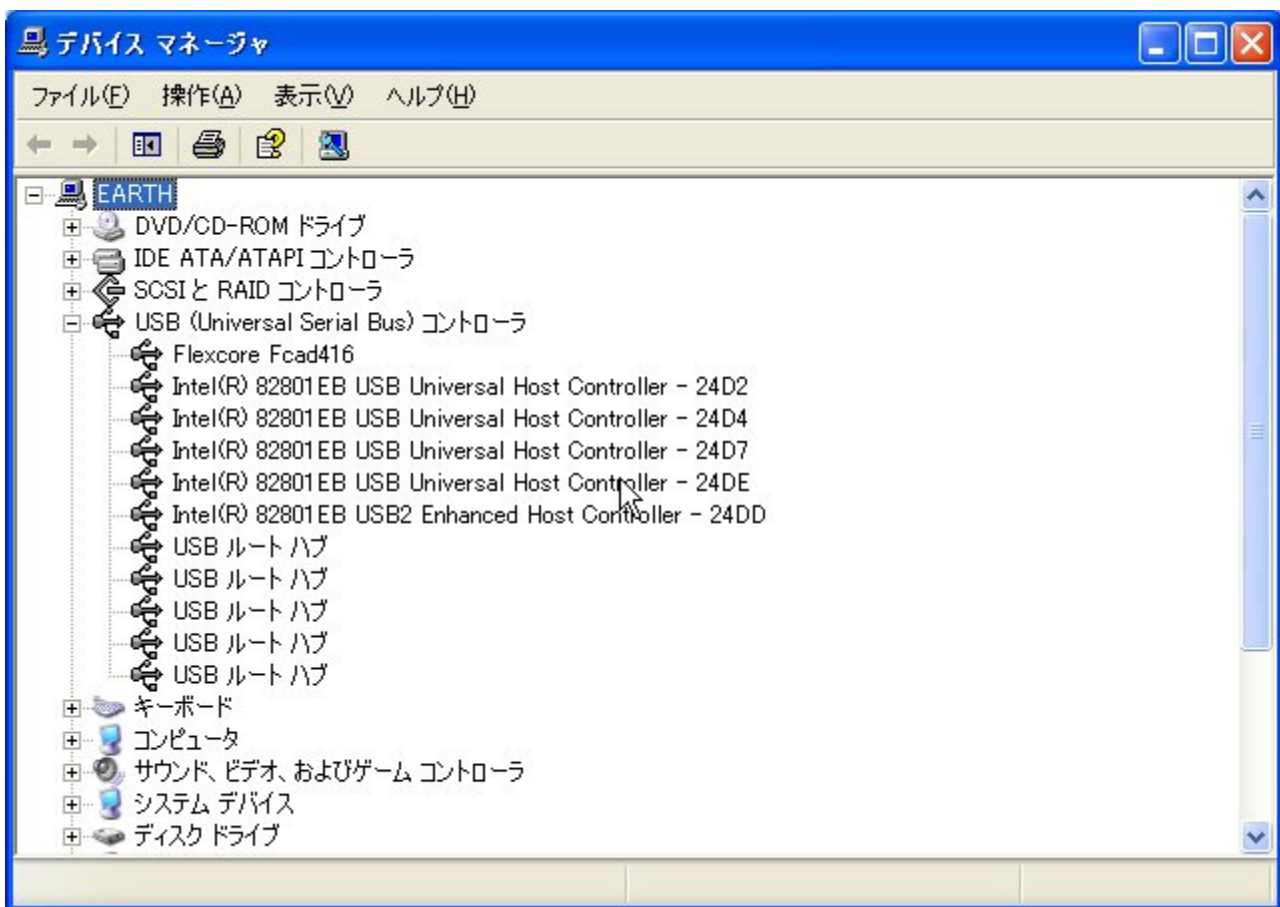 デバイス マネージャ
ファイル(F) 操作(A) 表示(V) ヘルプ(H)
EARTH
DVD/CD-ROM ドライブ
IDE ATA/ATAPI コントローラ
SCSI と RAID コントローラ
USB (Universal Serial Bus) コントローラ
Flexcore Fcad416
Intel(R) 82801EB USB Universal Host Controller - 24D2
Intel(R) 82801EB USB Universal Host Controller - 24D4
Intel(R) 82801EB USB Universal Host Controller - 24D7
Intel(R) 82801EB USB Universal Host Controller - 24DE
Intel(R) 82801EB USB2 Enhanced Host Controller - 24DD
USB ルート ハブ
USB ルート ハブ
USB ルート ハブ
USB ルート ハブ
USB ルート ハブ
キーボード
コンピュータ
サウンド、ビデオ、およびゲーム コントローラ
システム デバイス
ディスク ドライブ